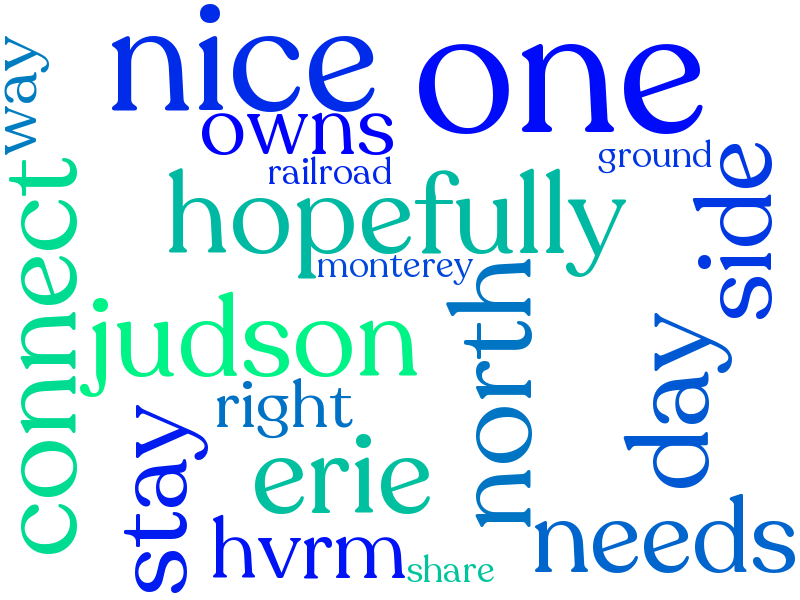 way
nice
one
owns
ground
railroad
side
connect
hopefully
monterey
north
judson
day
right
stay
erie
needs
hvrm
share